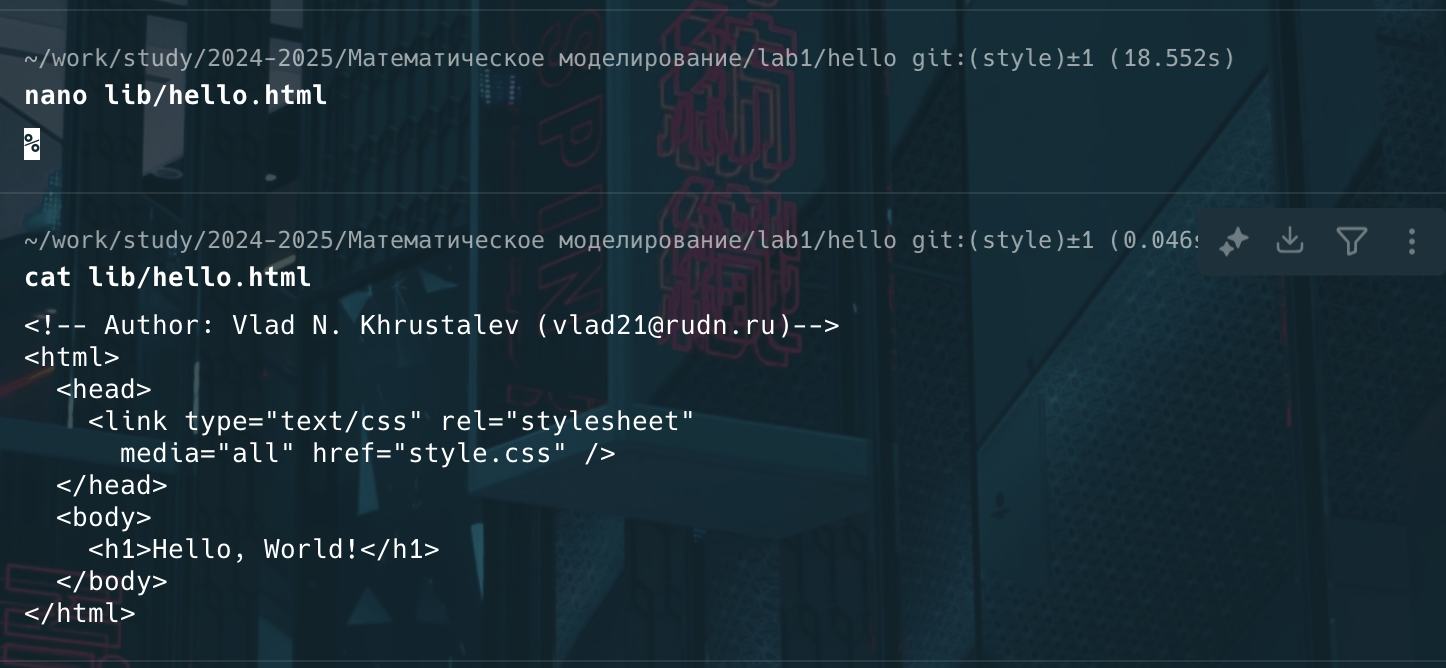 ~/work/study/2024-2025/Математическое моделирование/lab1/hello git:(style)±1 (18.552s)
nano lib/hello.html
%
~/work/study/2024-2025/Математическое моделирование/lab1/hello git:(style)±1 (0.046s
cat lib/hello.html
<!-- Author: Vlad N. Khrustalev (vlad21@rudn.ru)-->
<html>
  <head>
    <link type="text/css" rel="stylesheet"
      media="all" href="style.css" />
  </head>
  <body>
    <h1>Hello, World!</h1>
  </body>
</html>